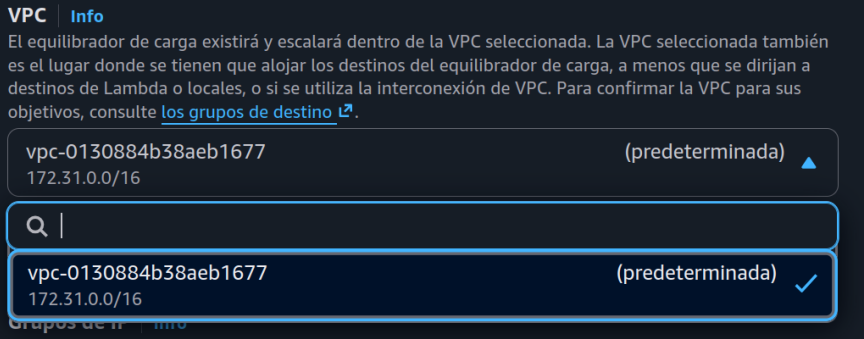 VPC Info
El equilibrador de carga existirá y escalará dentro de la VPC seleccionada. La VPC seleccionada también
es el lugar donde se tienen que alojar los destinos del equilibrador de carga, a menos que se dirijan a
destinos de Lambda o locales, o si se utiliza la interconexión de VPC. Para confirmar la VPC para sus
objetivos, consulte los grupos de destino.
vpc-0130884b38aeb1677 (predeterminada)
172.31.0.0/16
vpc-0130884b38aeb1677 (predeterminada)
172.31.0.0/16
Grupos de IP Info